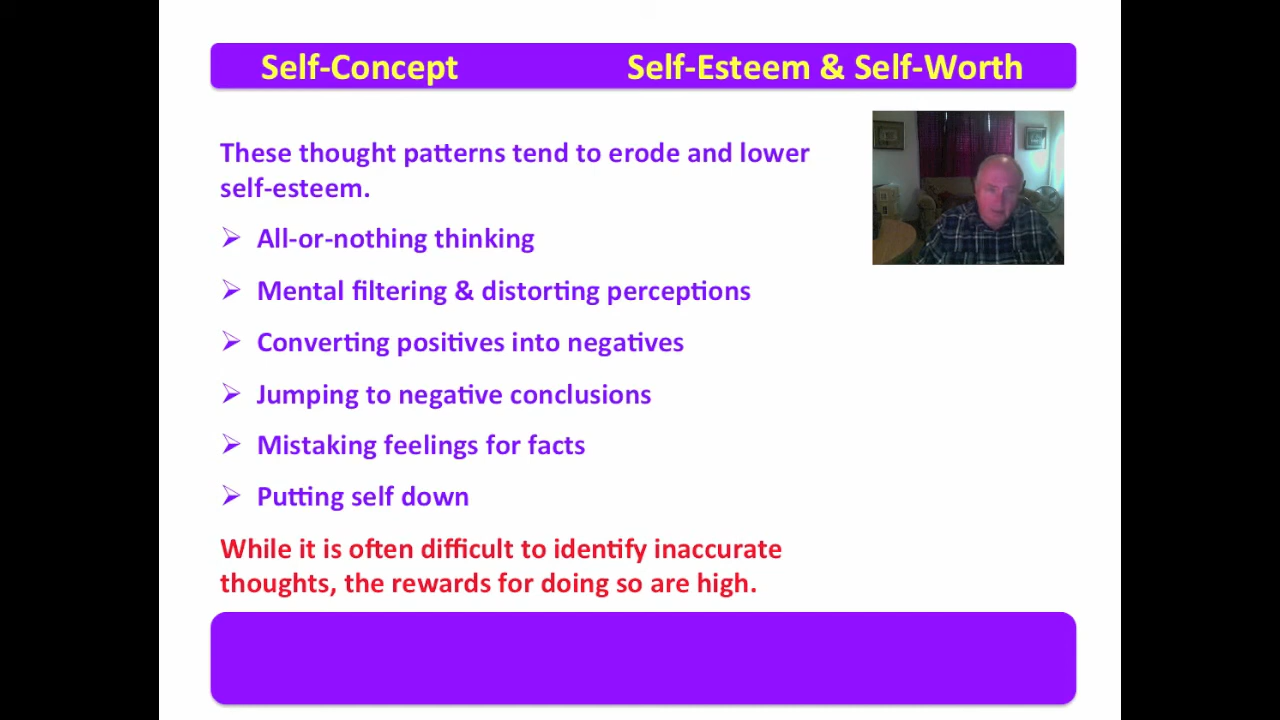 Self-Concept Self-Esteem & Self-Worth
These thought patterns tend to erode and lower
self-esteem.
➢ All-or-nothing thinking
➢ Mental filtering & distorting perceptions
➢ Converting positives into negatives
➢ Jumping to negative conclusions
➢ Mistaking feelings for facts
➢ Putting self down
While it is often difficult to identify inaccurate
thoughts, the rewards for doing so are high.